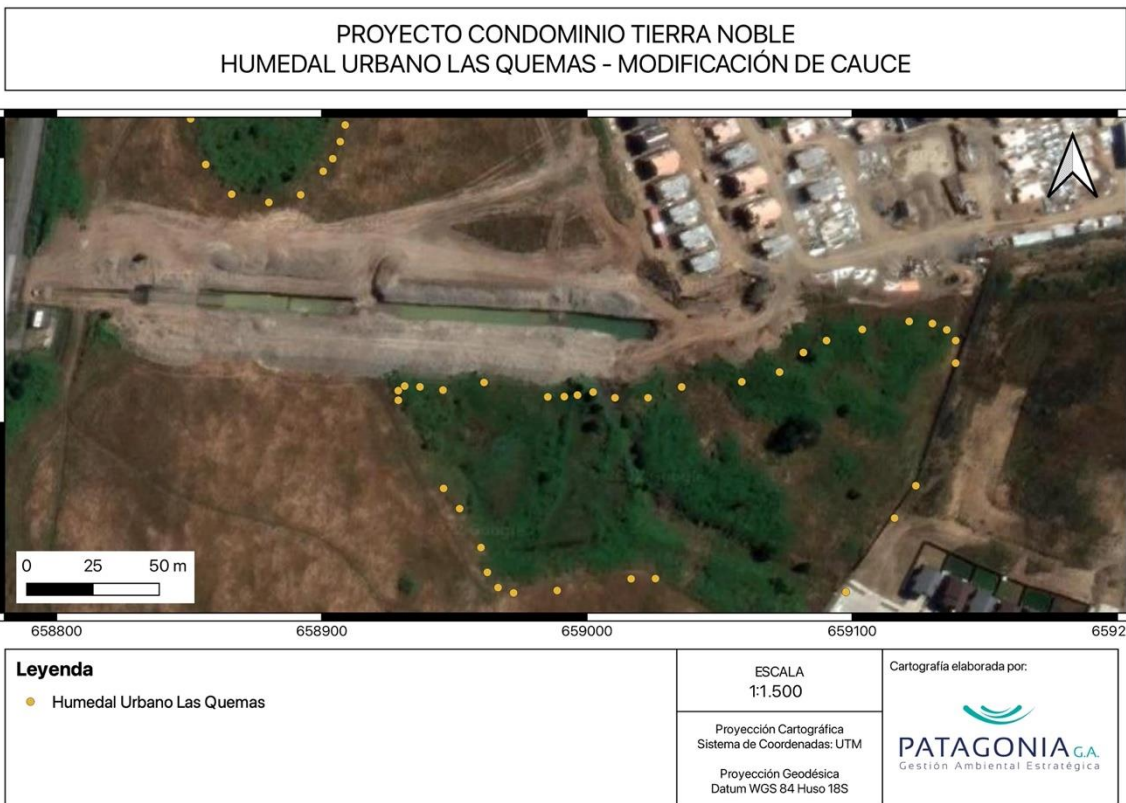 PROYECTO CONDOMINIO TIERRA NOBLE
HUMEDAL URBANO LAS QUEMAS - MODIFICACIÓN DE CAUCE
0 25 50 m
658800 658900 659000 659100 6592
Leyenda
Humedal Urbano Las Quemas
ESCALA
1:1.500
Proyección Cartográfica
Sistema de Coordenadas: UTM
Proyección Geodésica
Datum WGS 84 Huso 18S
Cartografía elaborada por:
PATAGONIA G.A.
Gestión Ambiental Estratégica